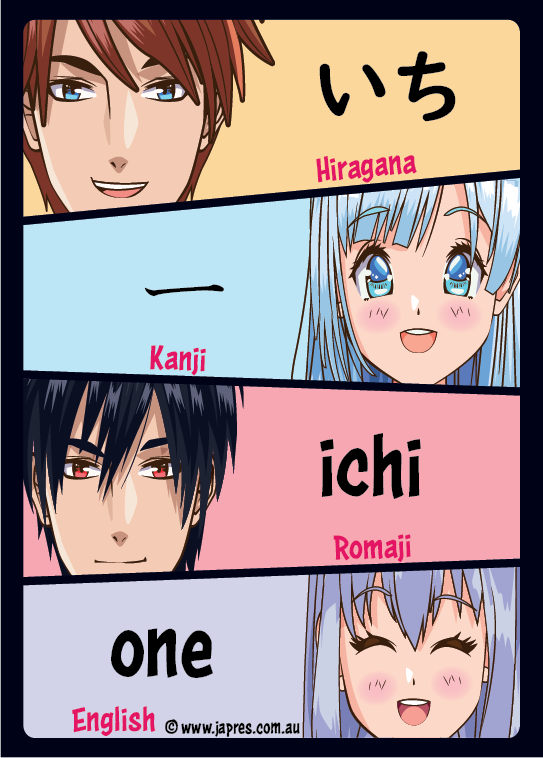 いち
Hiragana
一
Kanji
ichi
Romaji
one
English © www.japres.com.au